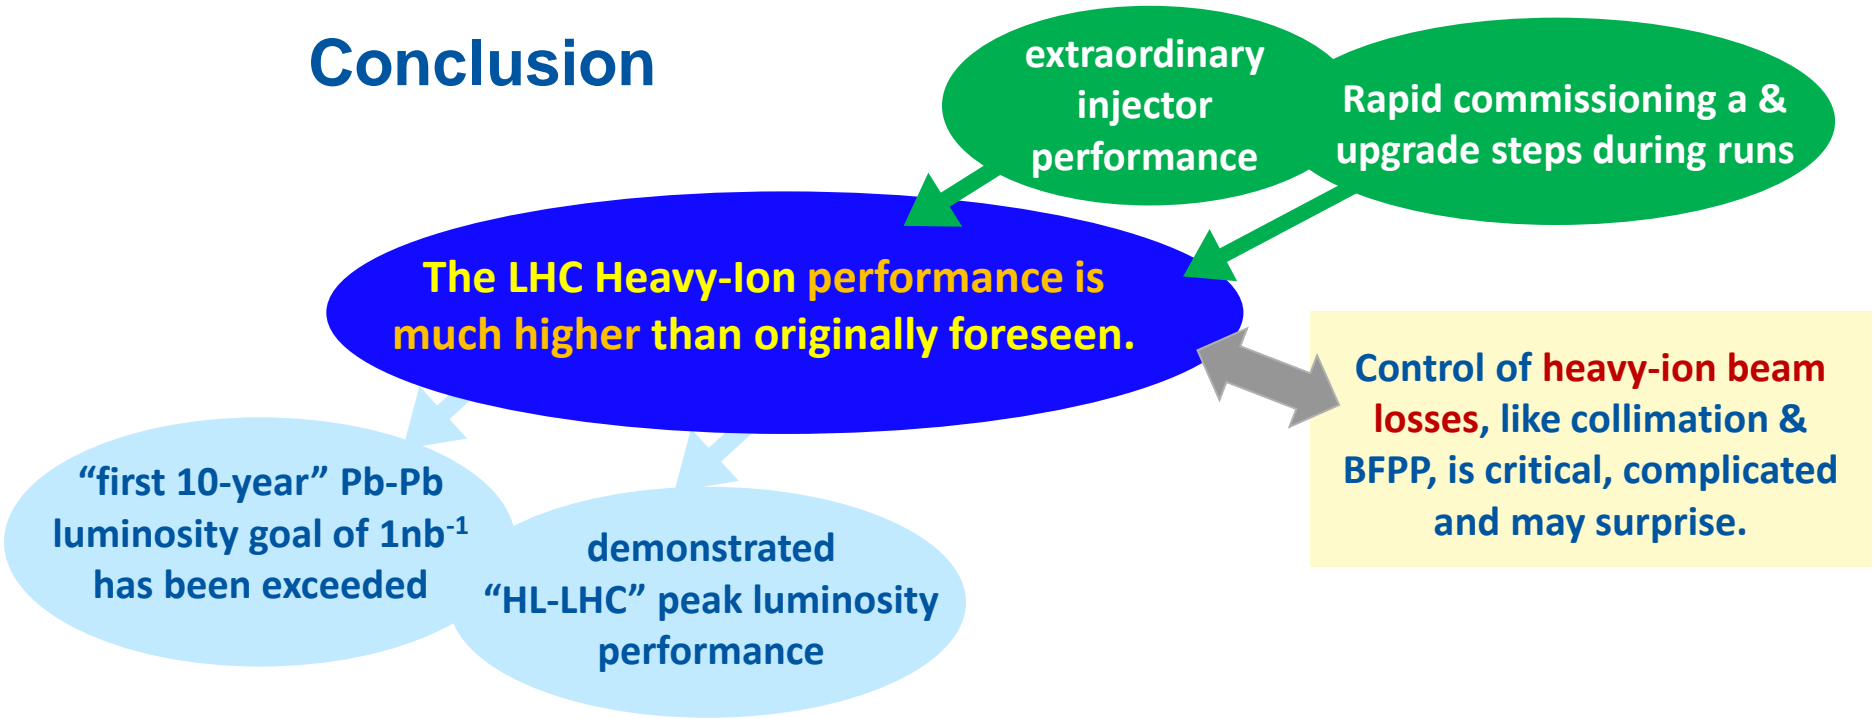 Conclusion
extraordinary
injector
performance
Rapid commissioning a &
upgrade steps during runs
The LHC Heavy-Ion performance is
much higher than originally foreseen.
Control of heavy-ion beam
losses, like collimation &
BFPP, is critical, complicated
and may surprise.
“first 10-year” Pb-Pb
luminosity goal of 1nb⁻¹
has been exceeded
demonstrated
“HL-LHC” peak luminosity
performance